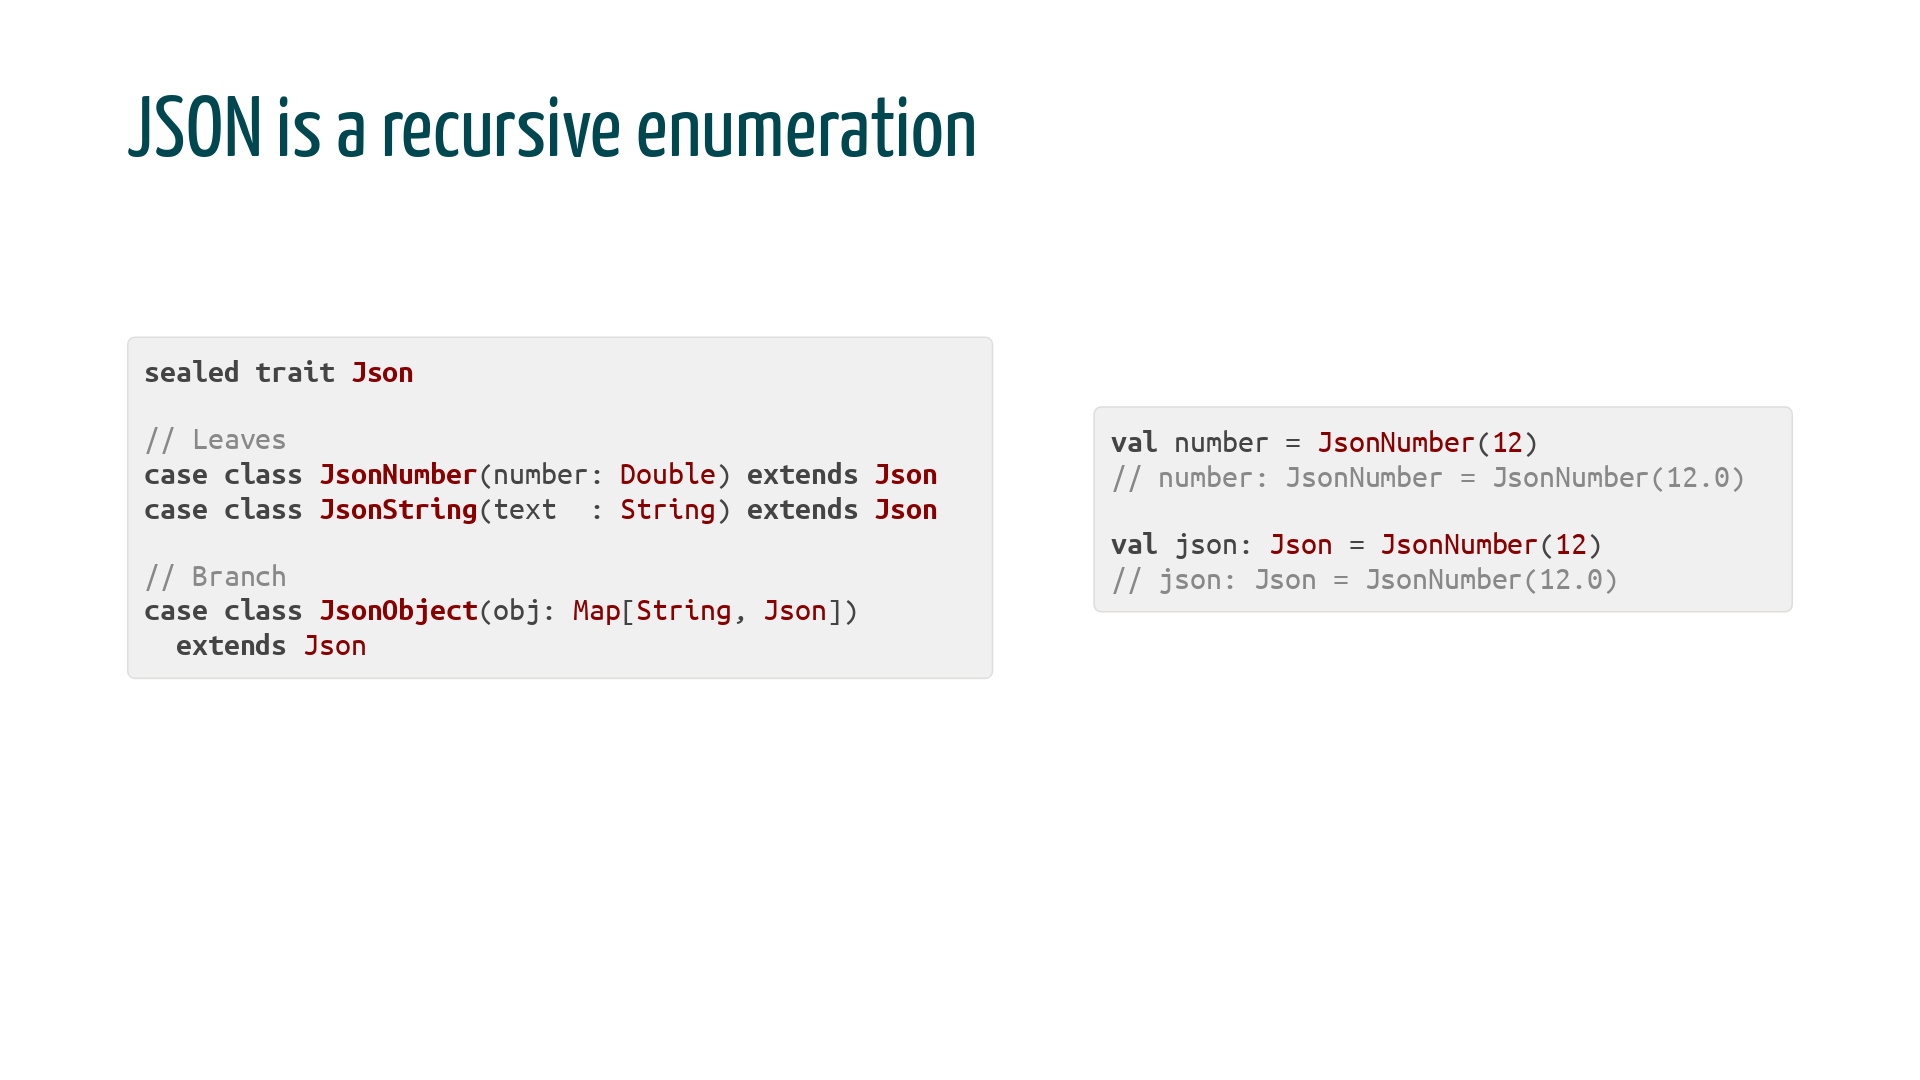 JSON is a recursive enumeration
sealed trait Json
// Leaves
case class JsonNumber(number: Double) extends Json
case class JsonString(text  : String) extends Json
// Branch
case class JsonObject(obj: Map[String, Json])
  extends Json
val number = JsonNumber(12)
// number: JsonNumber = JsonNumber(12.0)
val json: Json = JsonNumber(12)
// json: Json = JsonNumber(12.0)